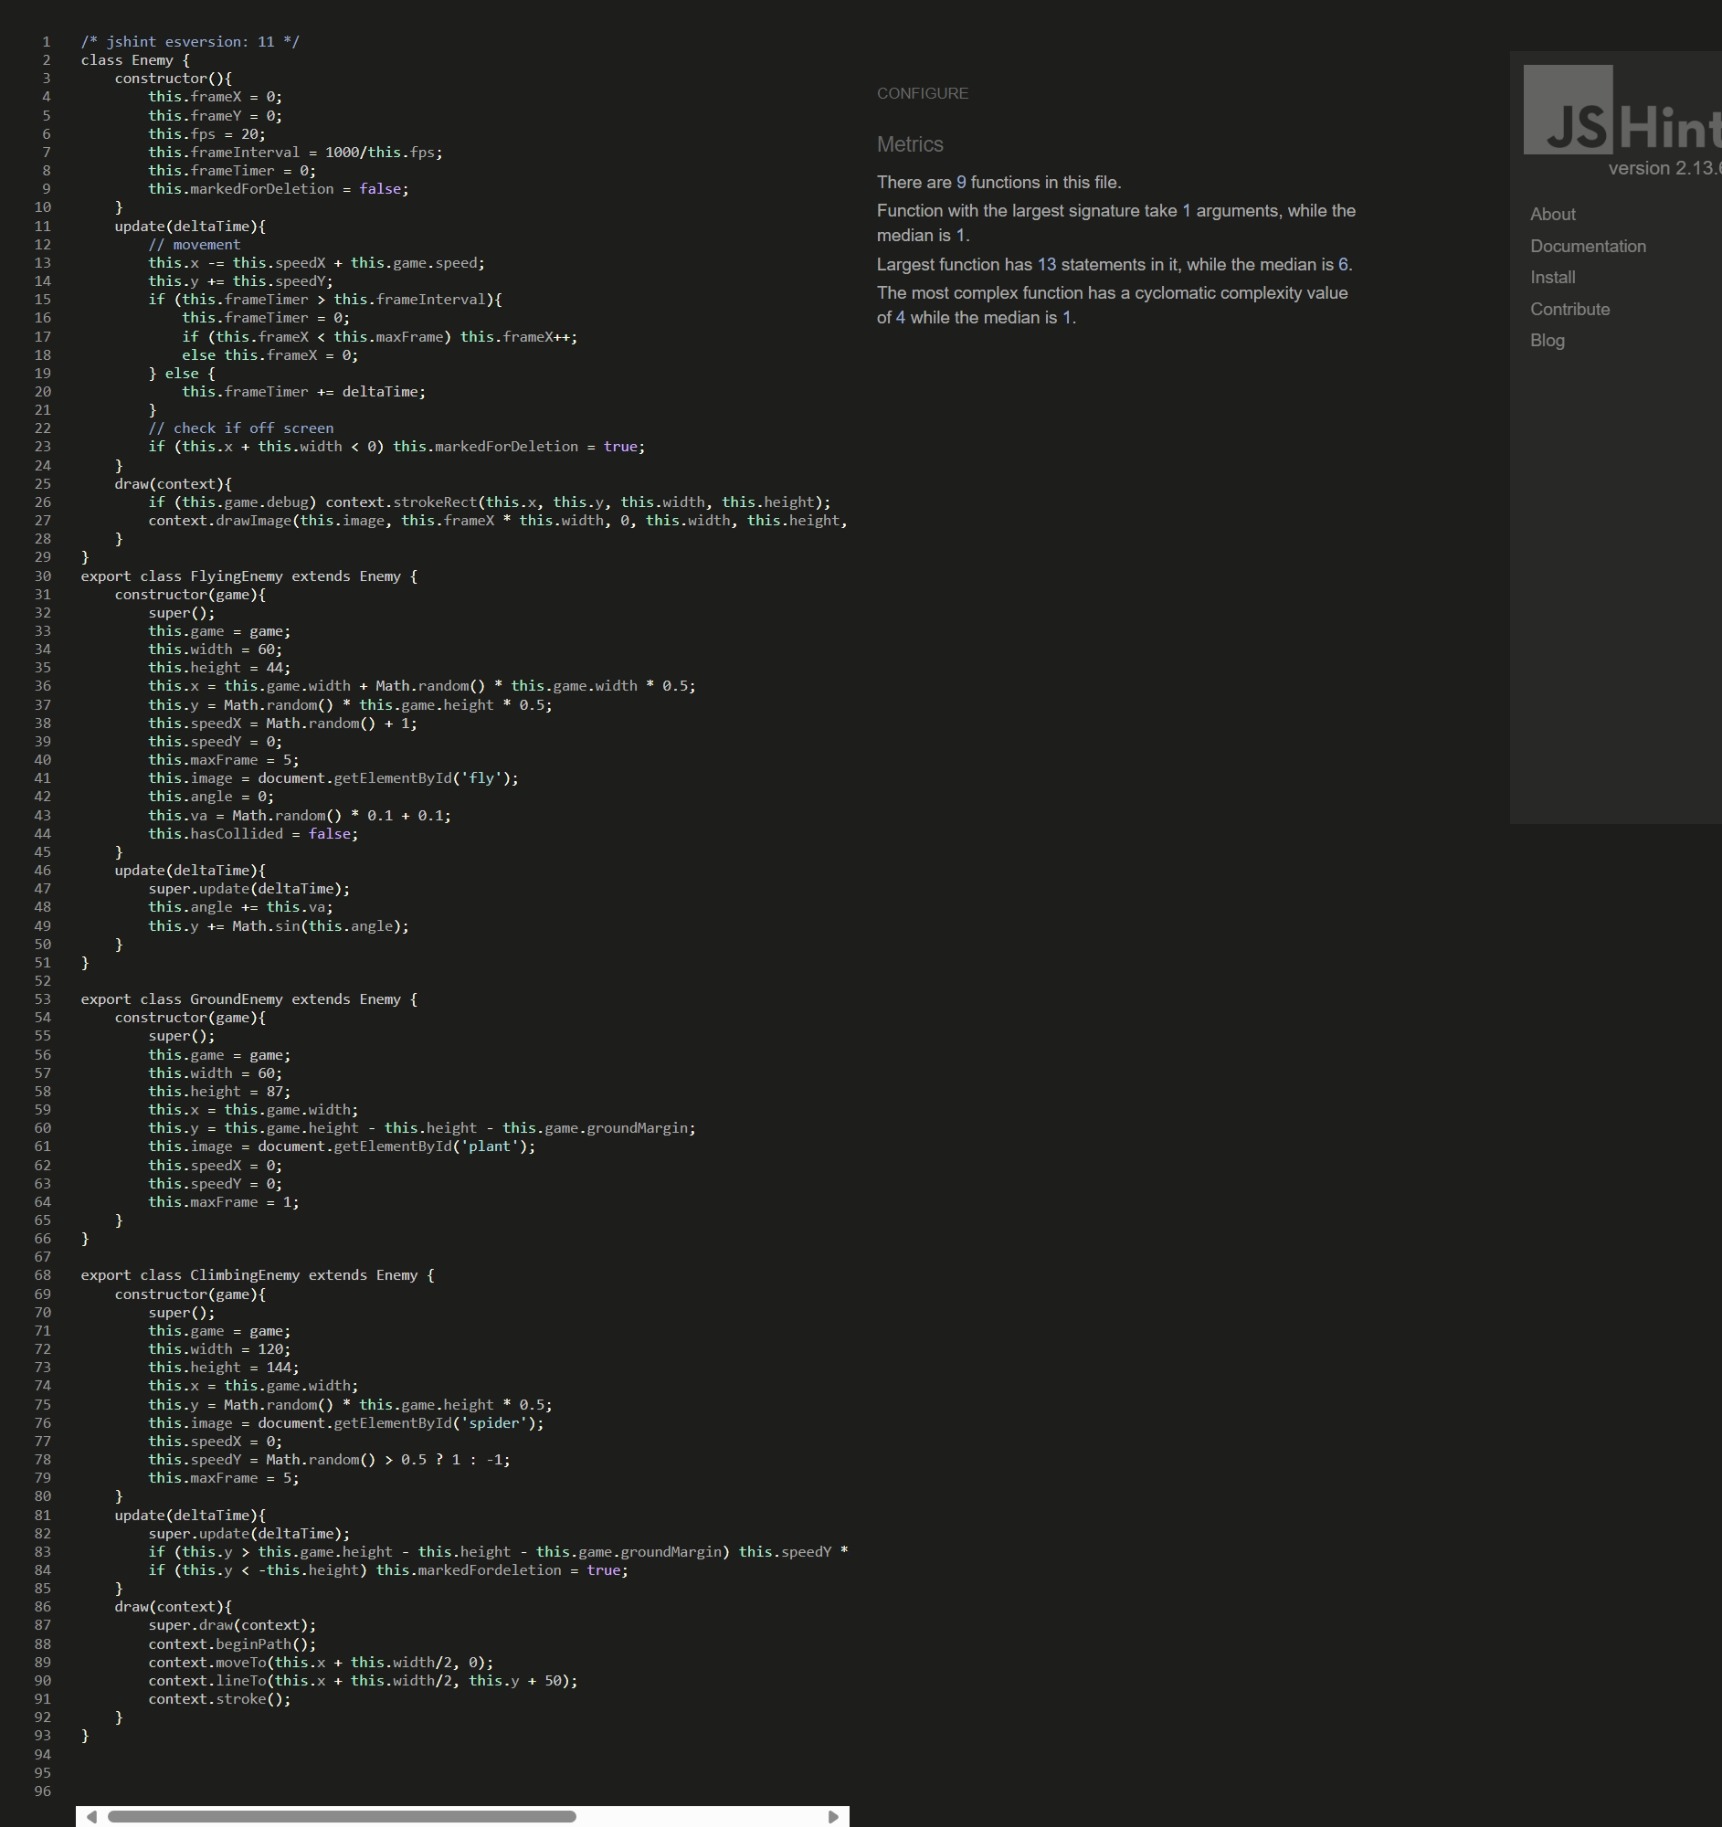 1 /* jshint esversion: 11 */
2 class Enemy {
3     constructor(){
4         this.frameX = 0;
5         this.frameY = 0;
6         this.fps = 20;
7         this.frameInterval = 1000/this.fps;
8         this.frameTimer = 0;
9         this.markedForDeletion = false;
10     }
11     update(deltaTime){
12         // movement
13         this.x -= this.speedX + this.game.speed;
14         this.y += this.speedY;
15         if (this.frameTimer > this.frameInterval){
16             this.frameTimer = 0;
17             if (this.frameX < this.maxFrame) this.frameX++;
18             else this.frameX = 0;
19         } else {
20             this.frameTimer += deltaTime;
21         }
22         // check if off screen
23         if (this.x + this.width < 0) this.markedForDeletion = true;
24     }
25     draw(context){
26         if (this.game.debug) context.strokeRect(this.x, this.y, this.width, this.height);
27         context.drawImage(this.image, this.frameX * this.width, 0, this.width, this.height,
28     }
29 }
30 export class FlyingEnemy extends Enemy {
31     constructor(game){
32         super();
33         this.game = game;
34         this.width = 60;
35         this.height = 44;
36         this.x = this.game.width + Math.random() * this.game.width * 0.5;
37         this.y = Math.random() * this.game.height * 0.5;
38         this.speedX = Math.random() + 1;
39         this.speedY = 0;
40         this.maxFrame = 5;
41         this.image = document.getElementById('fly');
42         this.angle = 0;
43         this.va = Math.random() * 0.1 + 0.1;
44         this.hasCollided = false;
45     }
46     update(deltaTime){
47         super.update(deltaTime);
48         this.angle += this.va;
49         this.y += Math.sin(this.angle);
50     }
51 }
52
53 export class GroundEnemy extends Enemy {
54     constructor(game){
55         super();
56         this.game = game;
57         this.width = 60;
58         this.height = 87;
59         this.x = this.game.width;
60         this.y = this.game.height - this.height - this.game.groundMargin;
61         this.image = document.getElementById('plant');
62         this.speedX = 0;
63         this.speedY = 0;
64         this.maxFrame = 1;
65     }
66 }
67
68 export class ClimbingEnemy extends Enemy {
69     constructor(game){
70         super();
71         this.game = game;
72         this.width = 120;
73         this.height = 144;
74         this.x = this.game.width;
75         this.y = Math.random() * this.game.height * 0.5;
76         this.image = document.getElementById('spider');
77         this.speedX = 0;
78         this.speedY = Math.random() > 0.5 ? 1 : -1;
79         this.maxFrame = 5;
80     }
81     update(deltaTime){
82         super.update(deltaTime);
83         if (this.y > this.game.height - this.height - this.game.groundMargin) this.speedY *
84         if (this.y < -this.height) this.markedFordeletion = true;
85     }
86     draw(context){
87         super.draw(context);
88         context.beginPath();
89         context.moveTo(this.x + this.width/2, 0);
90         context.lineTo(this.x + this.width/2, this.y + 50);
91         context.stroke();
92     }
93 }
94
95
96
CONFIGURE
Metrics
There are 9 functions in this file.
Function with the largest signature take 1 arguments, while the
median is 1.
Largest function has 13 statements in it, while the median is 6.
The most complex function has a cyclomatic complexity value
of 4 while the median is 1.
JSHint
version 2.13.6
About
Documentation
Install
Contribute
Blog